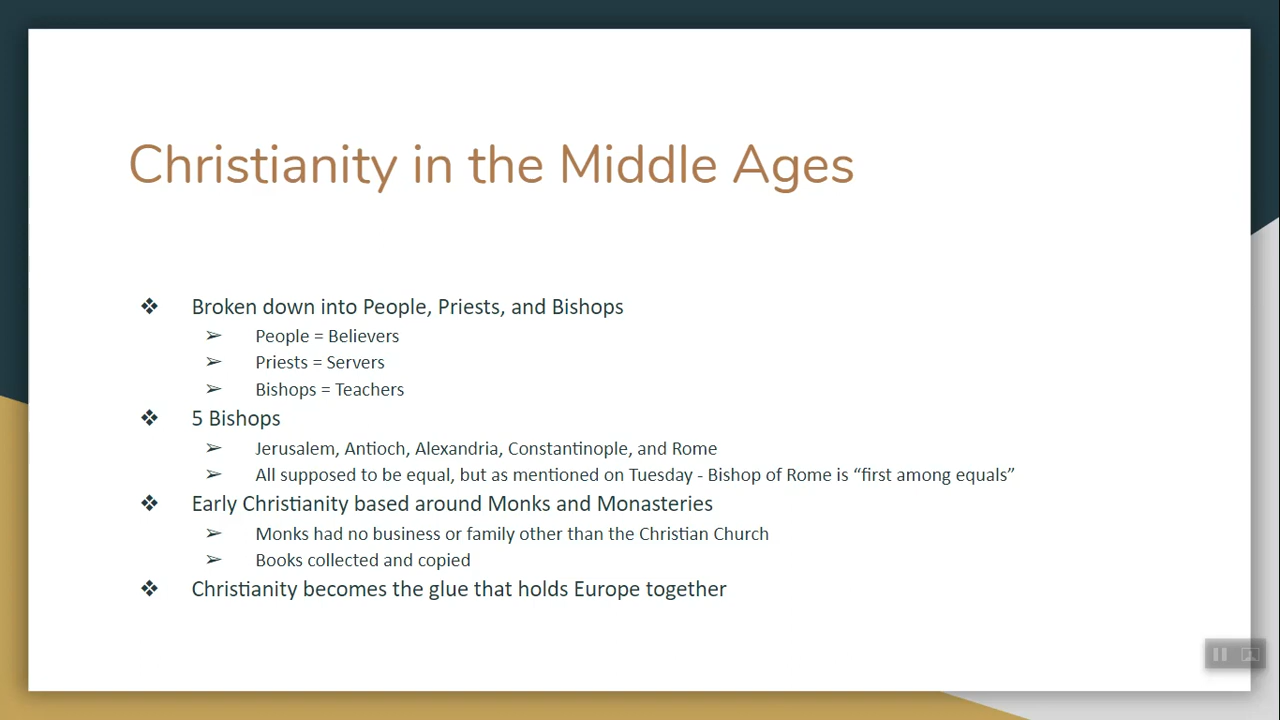 Christianity in the Middle Ages
❖ Broken down into People, Priests, and Bishops
➢ People = Believers
➢ Priests = Servers
➢ Bishops = Teachers
❖ 5 Bishops
➢ Jerusalem, Antioch, Alexandria, Constantinople, and Rome
➢ All supposed to be equal, but as mentioned on Tuesday - Bishop of Rome is “first among equals”
❖ Early Christianity based around Monks and Monasteries
➢ Monks had no business or family other than the Christian Church
➢ Books collected and copied
❖ Christianity becomes the glue that holds Europe together